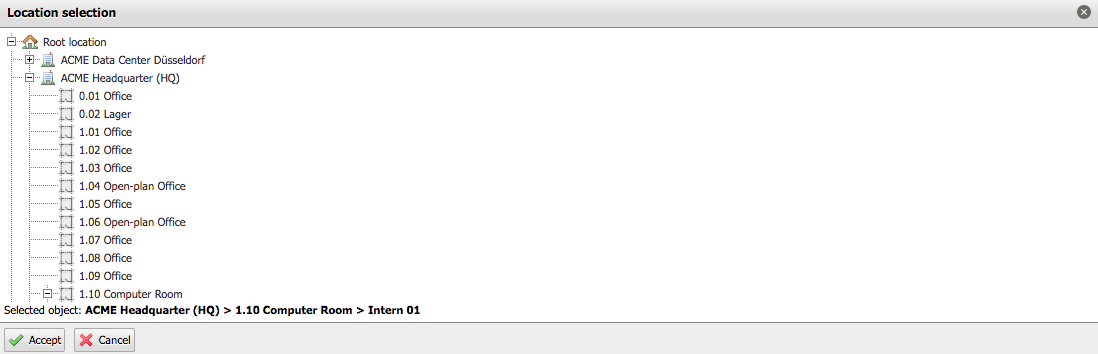 Location selection
Root location
ACME Data Center Düsseldorf
ACME Headquarter (HQ)
0.01 Office
0.02 Lager
1.01 Office
1.02 Office
1.03 Office
1.04 Open-plan Office
1.05 Office
1.06 Open-plan Office
1.07 Office
1.08 Office
1.09 Office
1.10 Computer Room
Selected object: ACME Headquarter (HQ) > 1.10 Computer Room > Intern 01
Accept Cancel